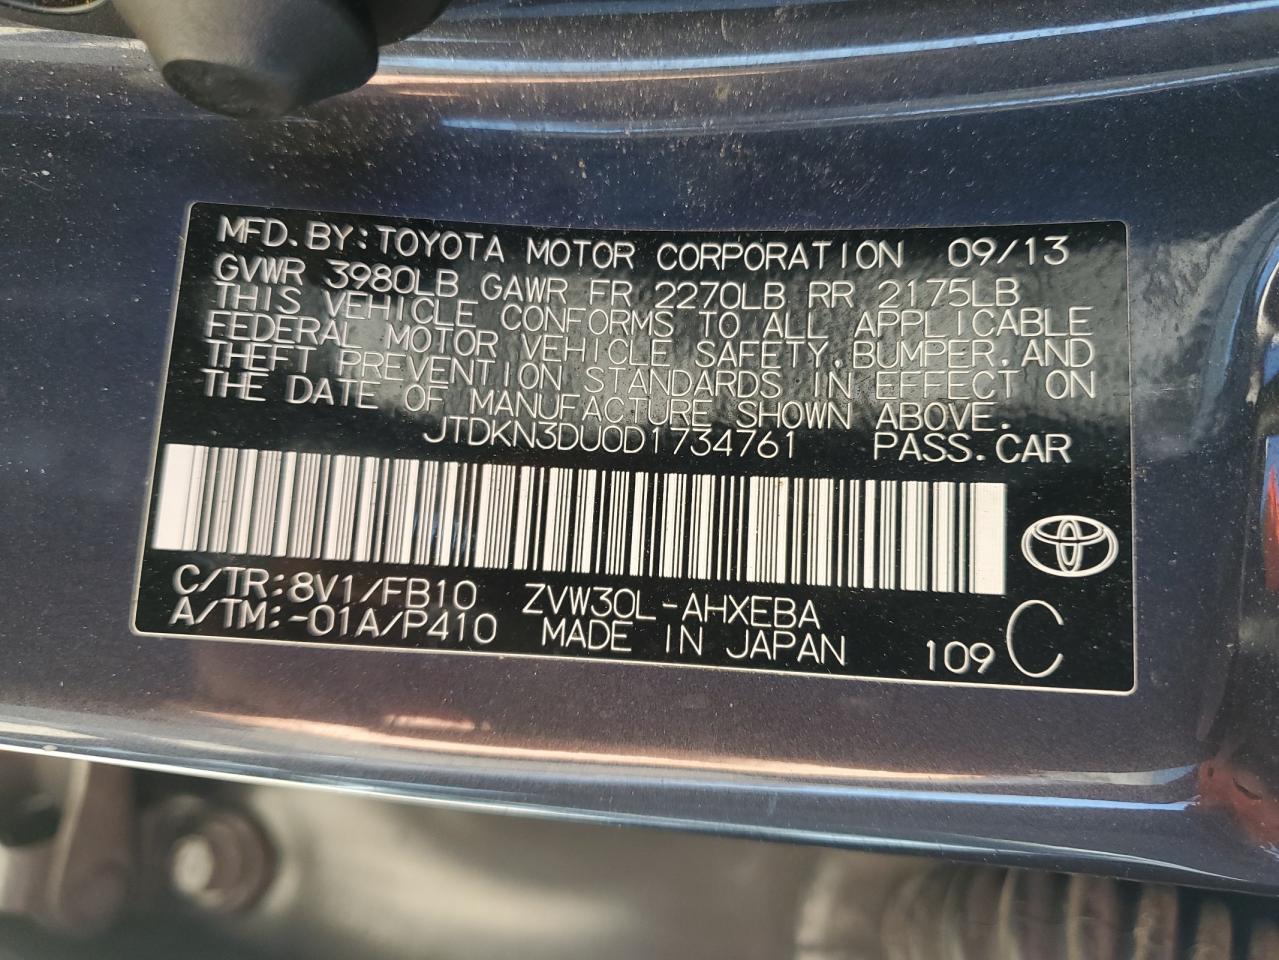 MFD.BY:TOYOTA MOTOR CORPORATION 09/13
GVWR 3980LB GAWR FR 2270LB RR 2175LB
THIS VEHICLE CONFORMS TO ALL APPLICABLE
FEDERAL MOTOR VEHICLE SAFETY,BUMPER,AND
THEFT PREVENTION STANDARDS IN EFFECT ON
THE DATE OF MANUFACTURE SHOWN ABOVE.
JTDKN3DU0D1734761 PASS.CAR
C/TR:8V1/FB10 ZVW30L-AHXEBA
A/TM:-01A/P410 MADE IN JAPAN 109 C